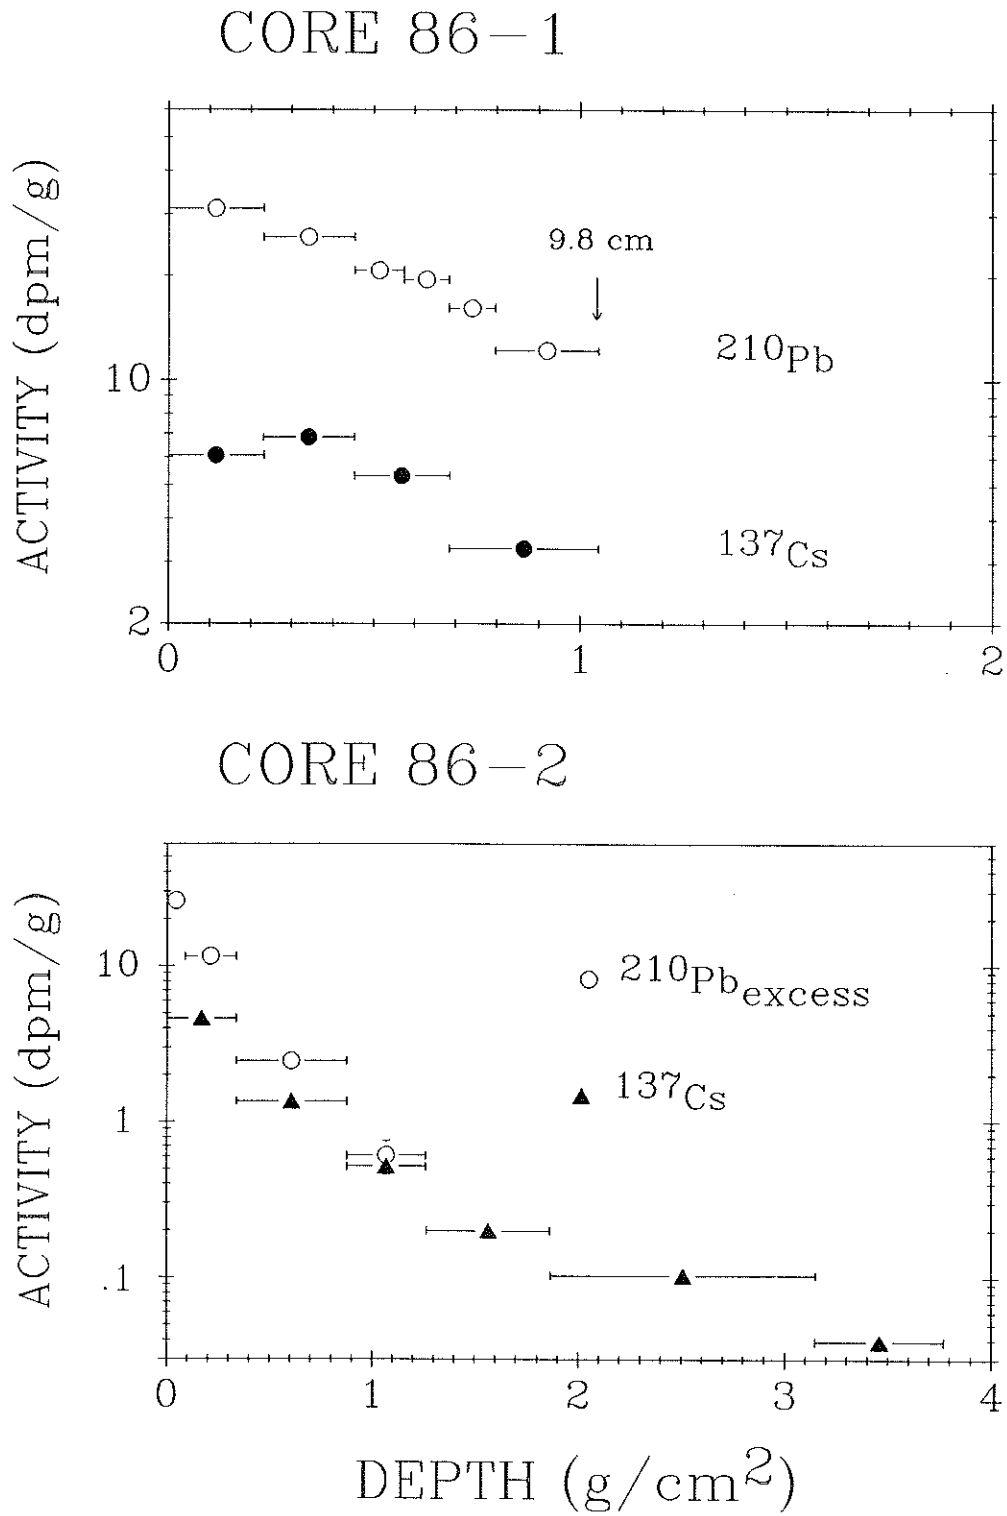 CORE 86-1
ACTIVITY (dpm/g)
9.8 cm
210Pb
10
137Cs
2
0 1 2
CORE 86-2
ACTIVITY (dpm/g)
10
210Pbexcess
137Cs
1
.1
0 1 2 3 4
DEPTH (g/cm2)